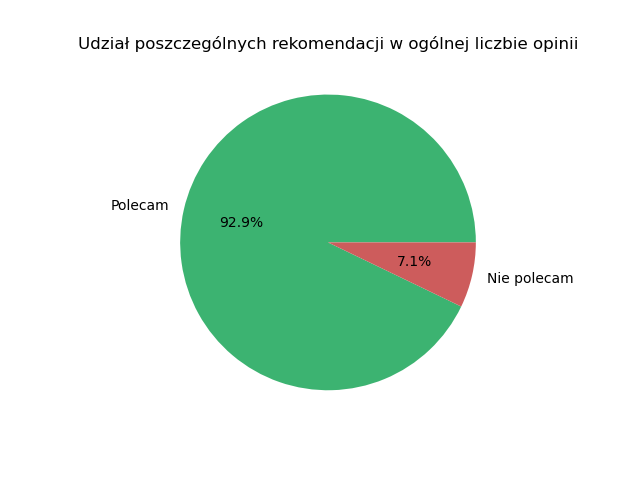 Udział poszczególnych rekomendacji w ogólnej liczbie opinii
Polecam
92.9%
7.1%
Nie polecam